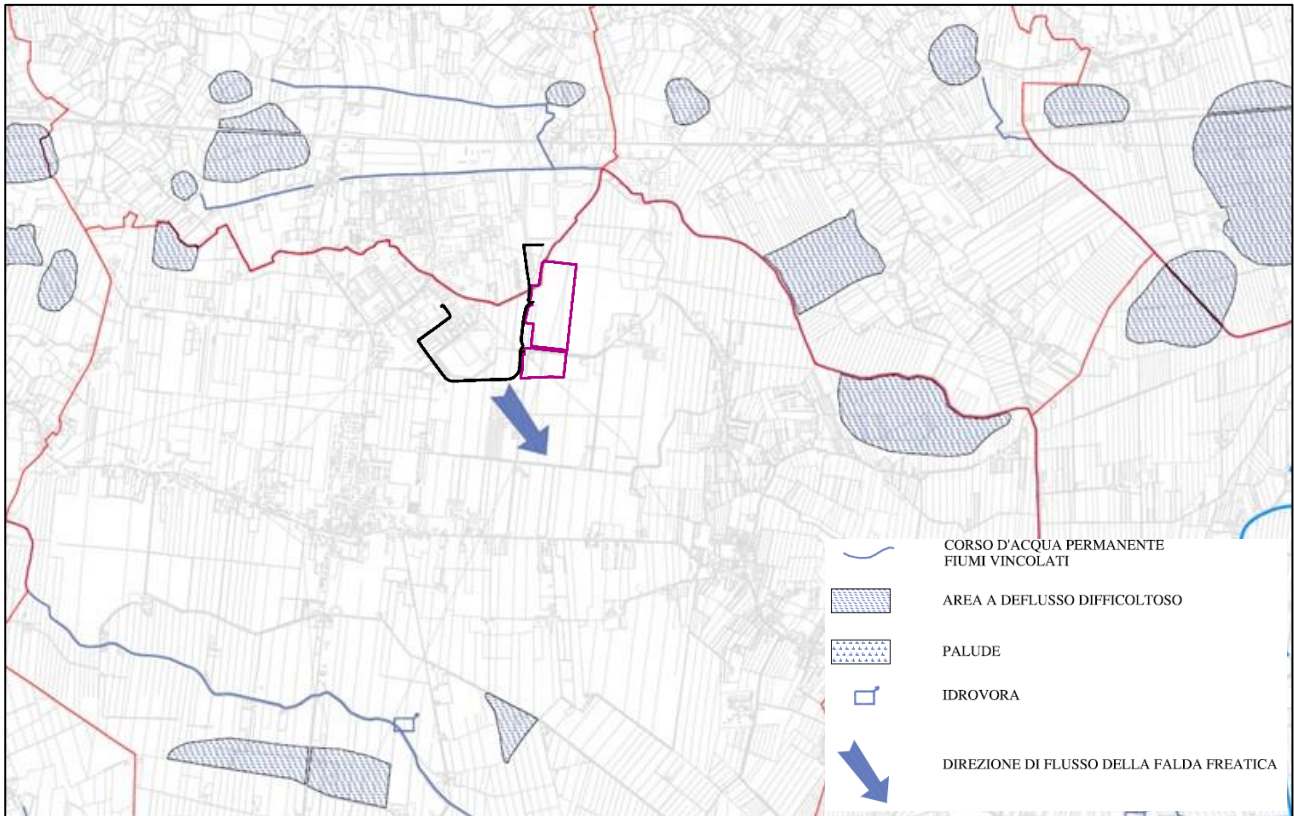 CORSO D'ACQUA PERMANENTE
FIUMI VINCOLATI
AREA A DEFLUSSO DIFFICOLTOSO
PALUDE
IDROVORA
DIREZIONE DI FLUSSO DELLA FALDA FREATICA